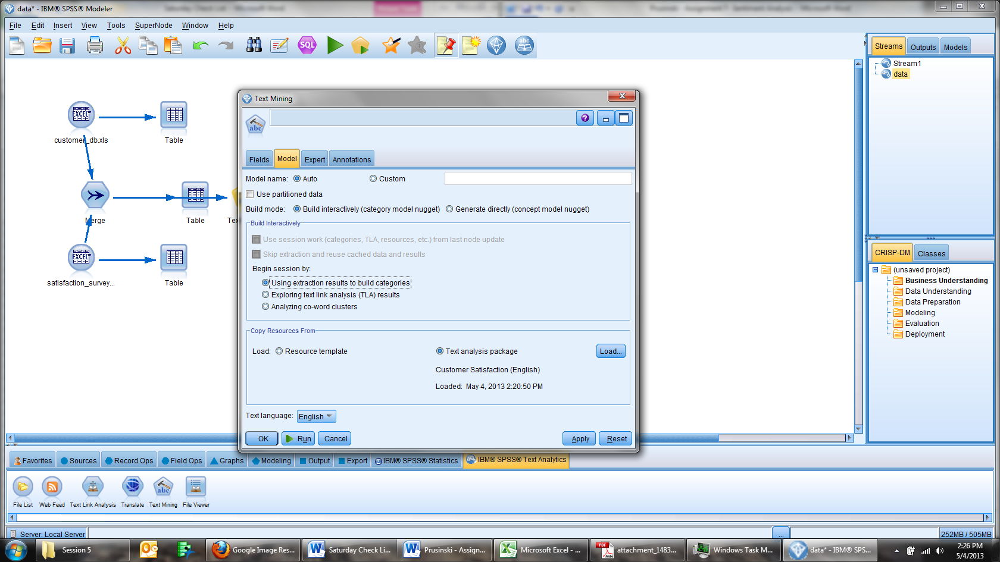 data* - IBM® SPSS® Modeler
File Edit Insert View Tools SuperNode Window Help
SQL
abc
Streams Outputs Models
Stream1
data
EXCEL
customer_db.xls
Table
Merge
Table
Tex
EXCEL
satisfaction_survey...
Table
Text Mining
abc
?
Fields Model Expert Annotations
Model name: Auto Custom
Use partitioned data
Build mode: Build interactively (category model nugget) Generate directly (concept model nugget)
Build Interactively
Use session work (categories, TLA, resources, etc.) from last node update
Skip extraction and reuse cached data and results
Begin session by:
Using extraction results to build categories
Exploring text link analysis (TLA) results
Analyzing co-word clusters
Copy Resources From
Load: Resource template Text analysis package Load...
Customer Satisfaction (English)
Loaded: May 4, 2013 2:20:50 PM
Text language: English
OK Run Cancel Apply Reset
CRISP-DM Classes
(unsaved project)
Business Understanding
Data Understanding
Data Preparation
Modeling
Evaluation
Deployment
Favorites Sources Record Ops Field Ops Graphs Modeling Output Export IBM® SPSS® Statistics IBM® SPSS® Text Analytics
abc
File List Web Feed Text Link Analysis Translate Text Mining File Viewer
Server: Local Server ... 252MB / 505MB
Session 5 Google Image Res... Saturday Check Li... Prusinski - Assign... Microsoft Excel - ... PDF attachment_1483... Windows Task M... data* - IBM® SPS... 2:26 PM
5/4/2013